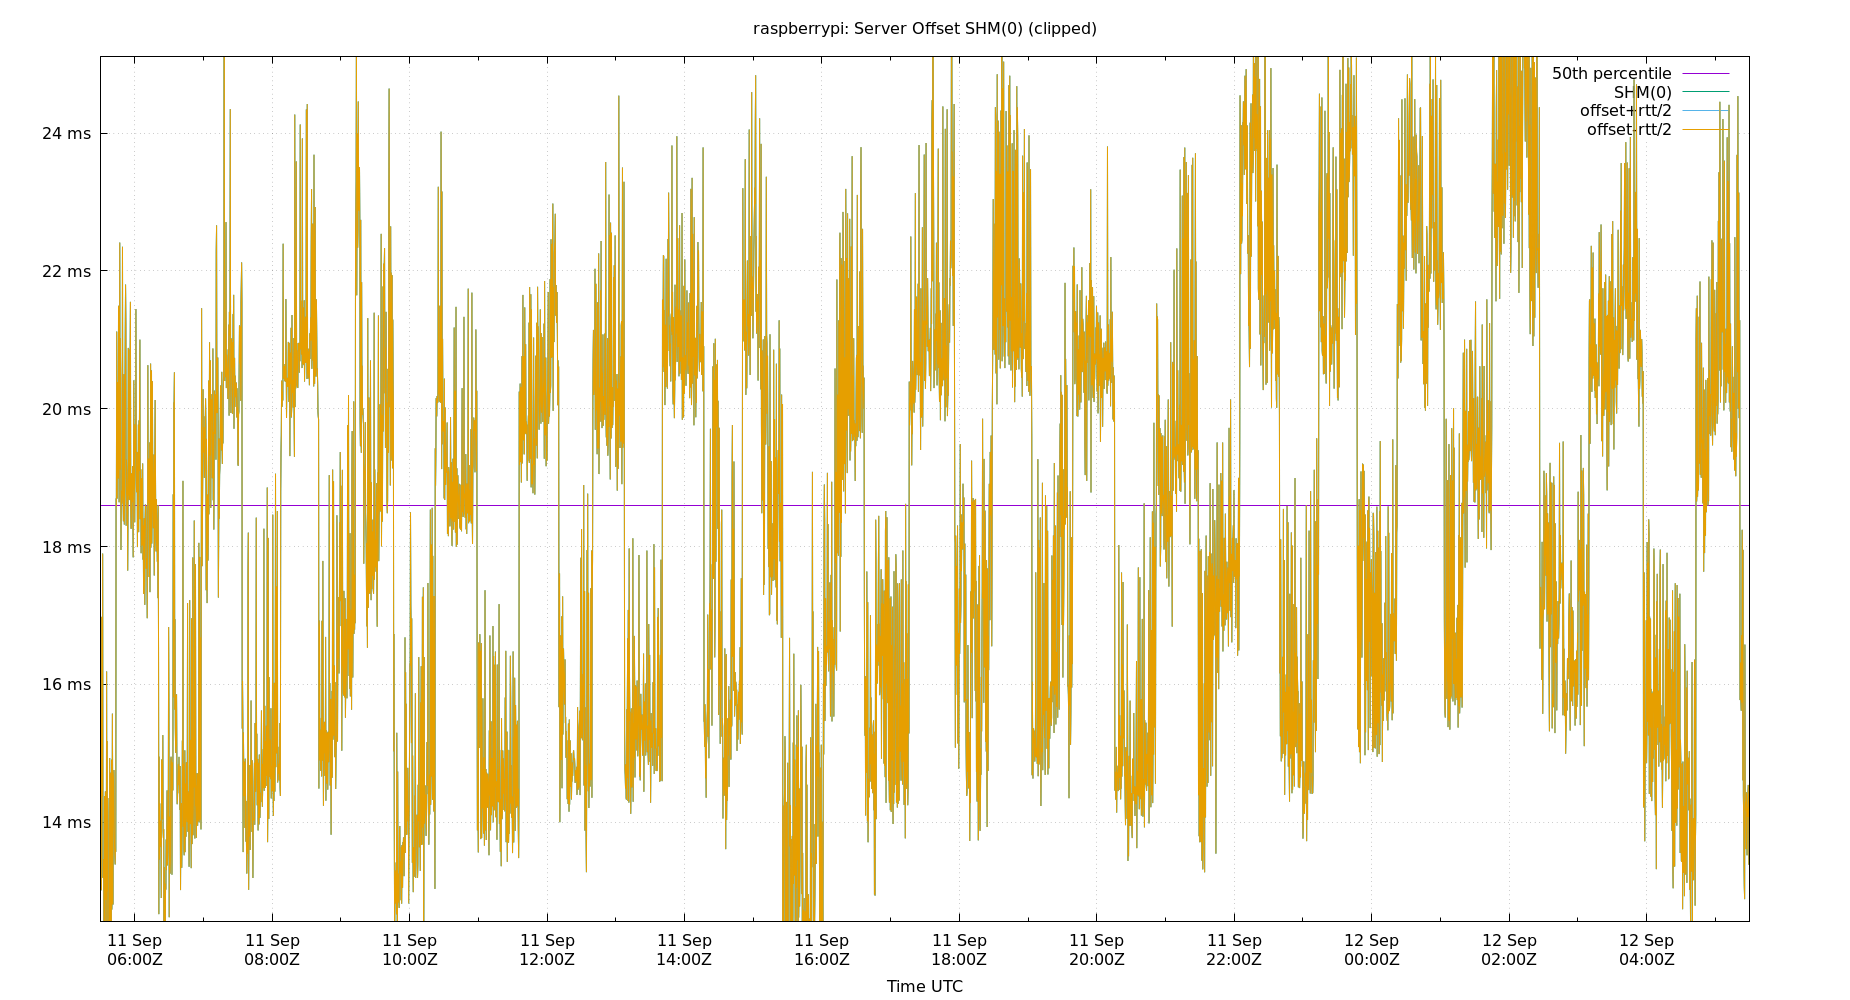 raspberrypi: Server Offset SHM(0) (clipped)
50th percentile
SHM(0)
offset+rtt/2
offset-rtt/2
24 ms
22 ms
20 ms
18 ms
16 ms
14 ms
11 Sep 11 Sep 11 Sep 11 Sep 11 Sep 11 Sep 11 Sep 11 Sep 11 Sep 12 Sep 12 Sep 12 Sep
06:00Z 08:00Z 10:00Z 12:00Z 14:00Z 16:00Z 18:00Z 20:00Z 22:00Z 00:00Z 02:00Z 04:00Z
Time UTC